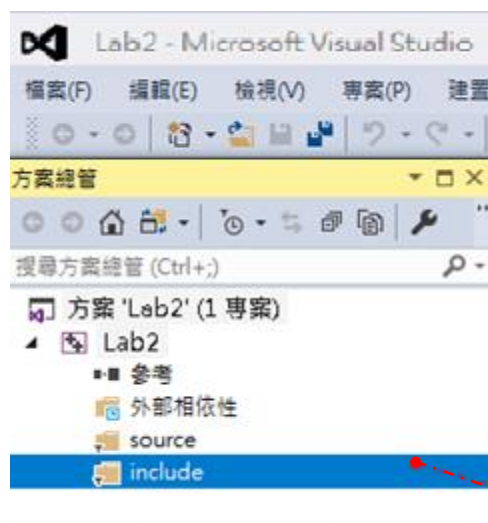 Lab2 - Microsoft Visual Studio
檔案(F) 編輯(E) 檢視(V) 專案(P) 建置
方案總管
搜尋方案總管 (Ctrl+;)
方案 'Lab2' (1 專案)
Lab2
參考
外部相依性
source
include